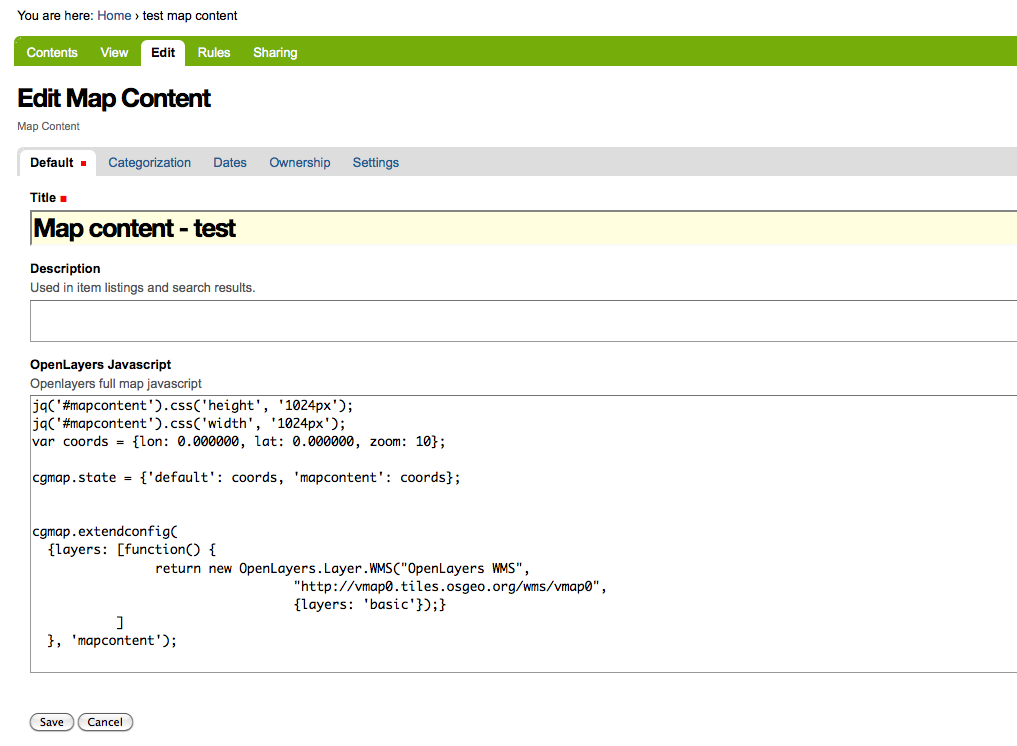 You are here: Home › test map content
Contents View Edit Rules Sharing
Edit Map Content
Map Content
Default Categorization Dates Ownership Settings
Title
Map content - test
Description
Used in item listings and search results.
OpenLayers Javascript
Openlayers full map javascript
jq('#mapcontent').css('height', '1024px');
jq('#mapcontent').css('width', '1024px');
var coords = {lon: 0.000000, lat: 0.000000, zoom: 10};
cgmap.state = {'default': coords, 'mapcontent': coords};
cgmap.extendconfig(
{layers: [function() {
return new OpenLayers.Layer.WMS("OpenLayers WMS",
"http://vmap0.tiles.osgeo.org/wms/vmap0",
{layers: 'basic'});}
]
}, 'mapcontent');
Save Cancel